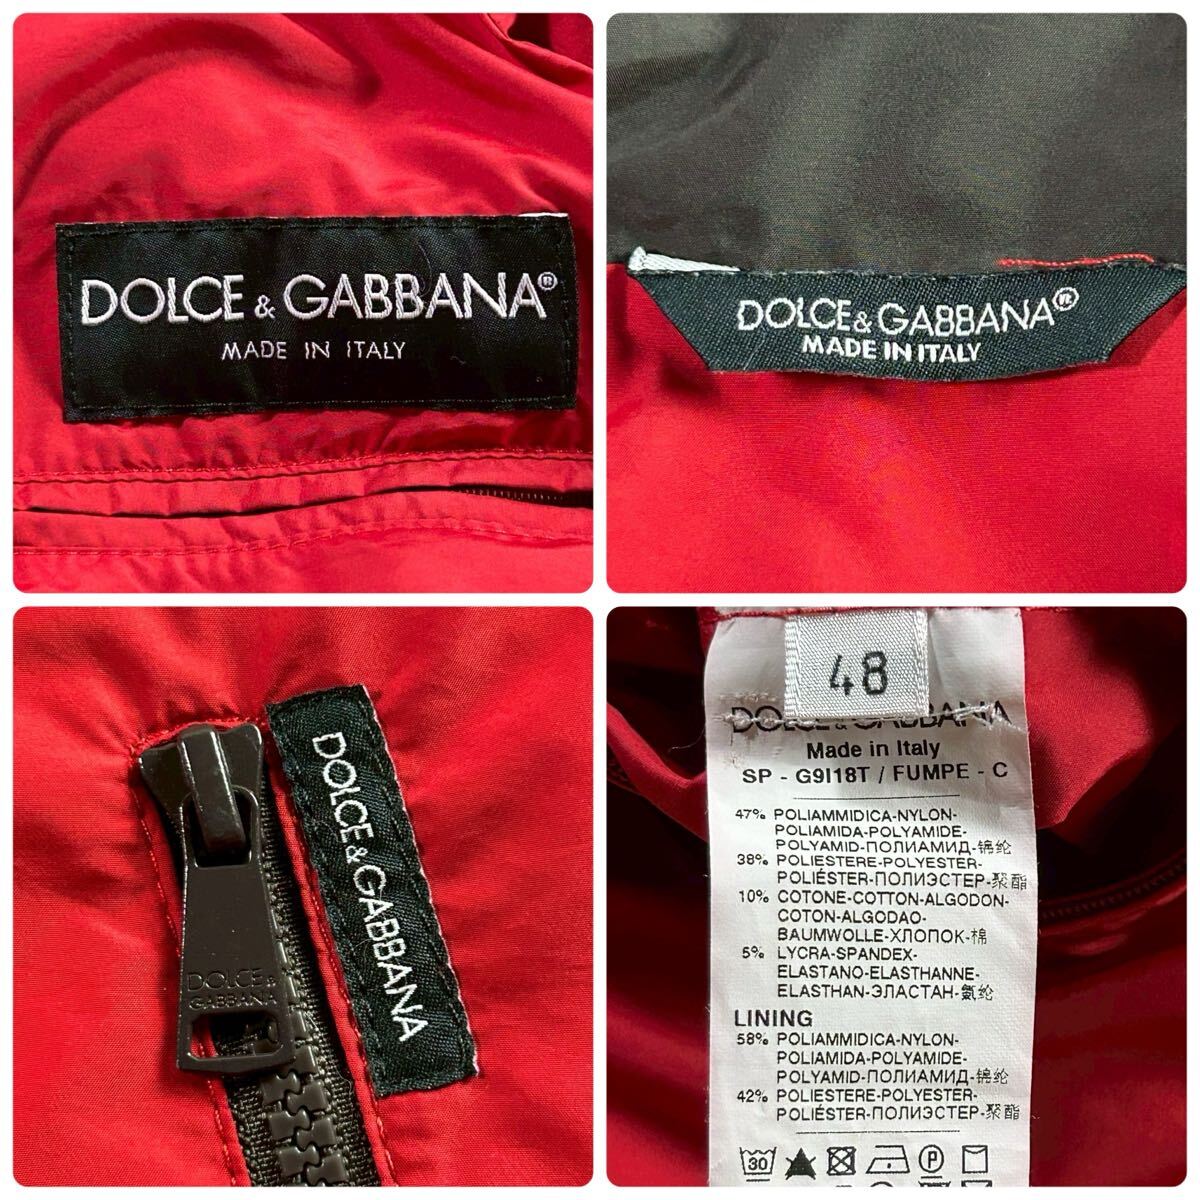 DOLCE & GABBANA®
MADE IN ITALY
DOLCE & GABBANA®
MADE IN ITALY
DOLCE &
GABBANA
DOLCE & GABBANA
48
DOLCE & GABBANA
Made in Italy
SP - G9I18T / FUMPE - C
47% POLIAMMIDICA-NYLON-
POLIAMIDA-POLYAMIDE-
POLYAMID-ПОЛИАМИД-锦纶
38% POLIESTERE-POLYESTER-
POLIÉSTER-ПОЛИЭСТЕР-聚酯
10% COTONE-COTTON-ALGODON-
COTON-ALGODAO-
BAUMWOLLE-ХЛОПОК-棉
5% LYCRA-SPANDEX-
ELASTANO-ELASTHANNE-
ELASTHAN-ЭЛАСТАН-氨纶
LINING
58% POLIAMMIDICA-NYLON-
POLIAMIDA-POLYAMIDE-
POLYAMID-ПОЛИАМИД-锦纶
42% POLIESTERE-POLYESTER-
POLIÉSTER-ПОЛИЭСТЕР-聚酯
30 P